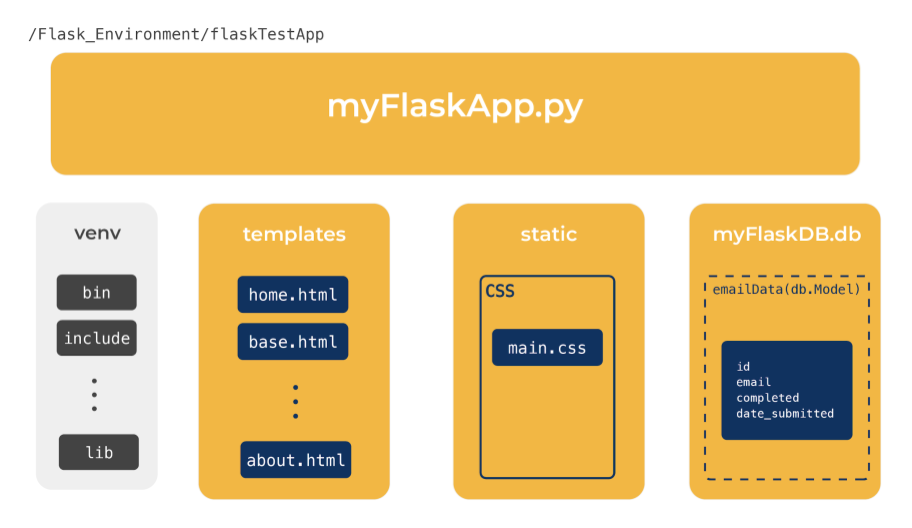 /Flask_Environment/flaskTestApp
myFlaskApp.py
venv
bin
include
lib
templates
home.html
base.html
about.html
static
CSS
main.css
myFlaskDB.db
emailData(db.Model)
id
email
completed
date_submitted